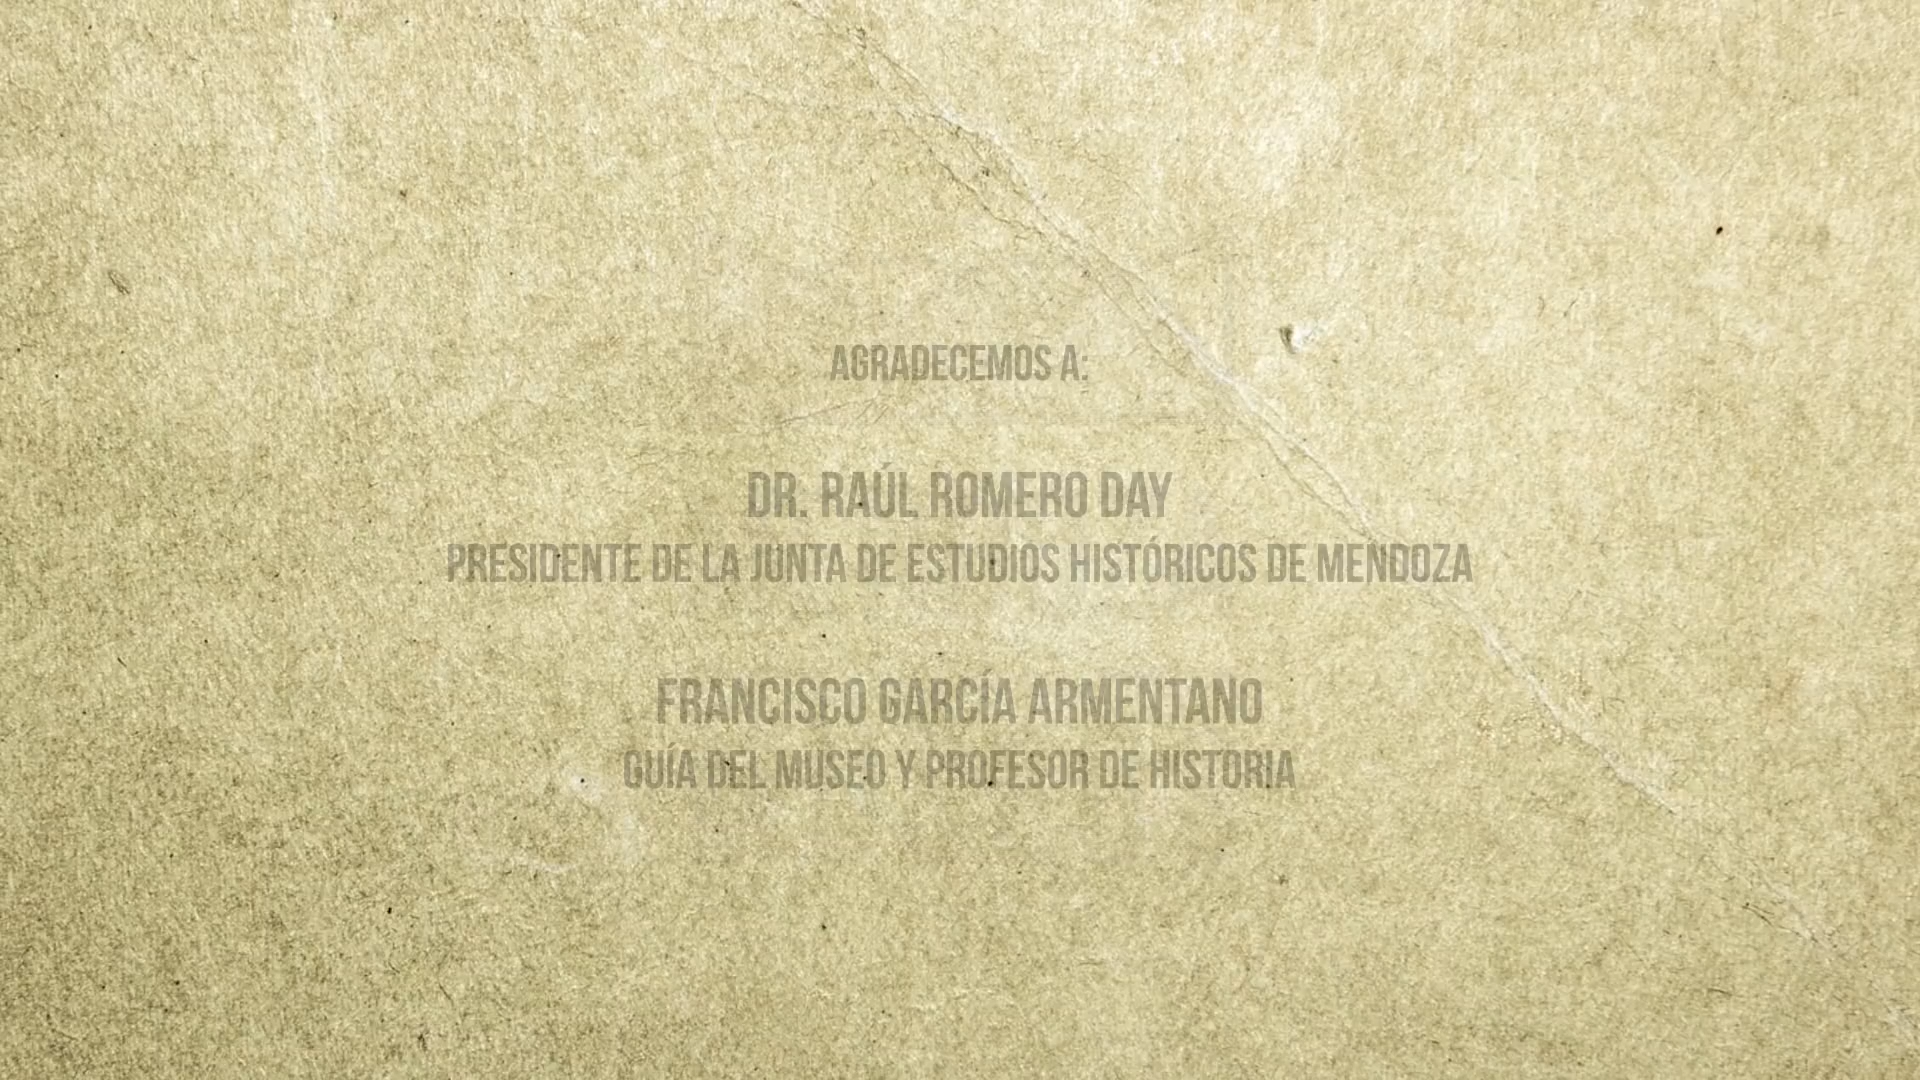 AGRADECEMOS A:
DR. RAÚL ROMERO DAY
PRESIDENTE DE LA JUNTA DE ESTUDIOS HISTÓRICOS DE MENDOZA
FRANCISCO GARCÍA ARMENTANO
GUÍA DEL MUSEO Y PROFESOR DE HISTORIA